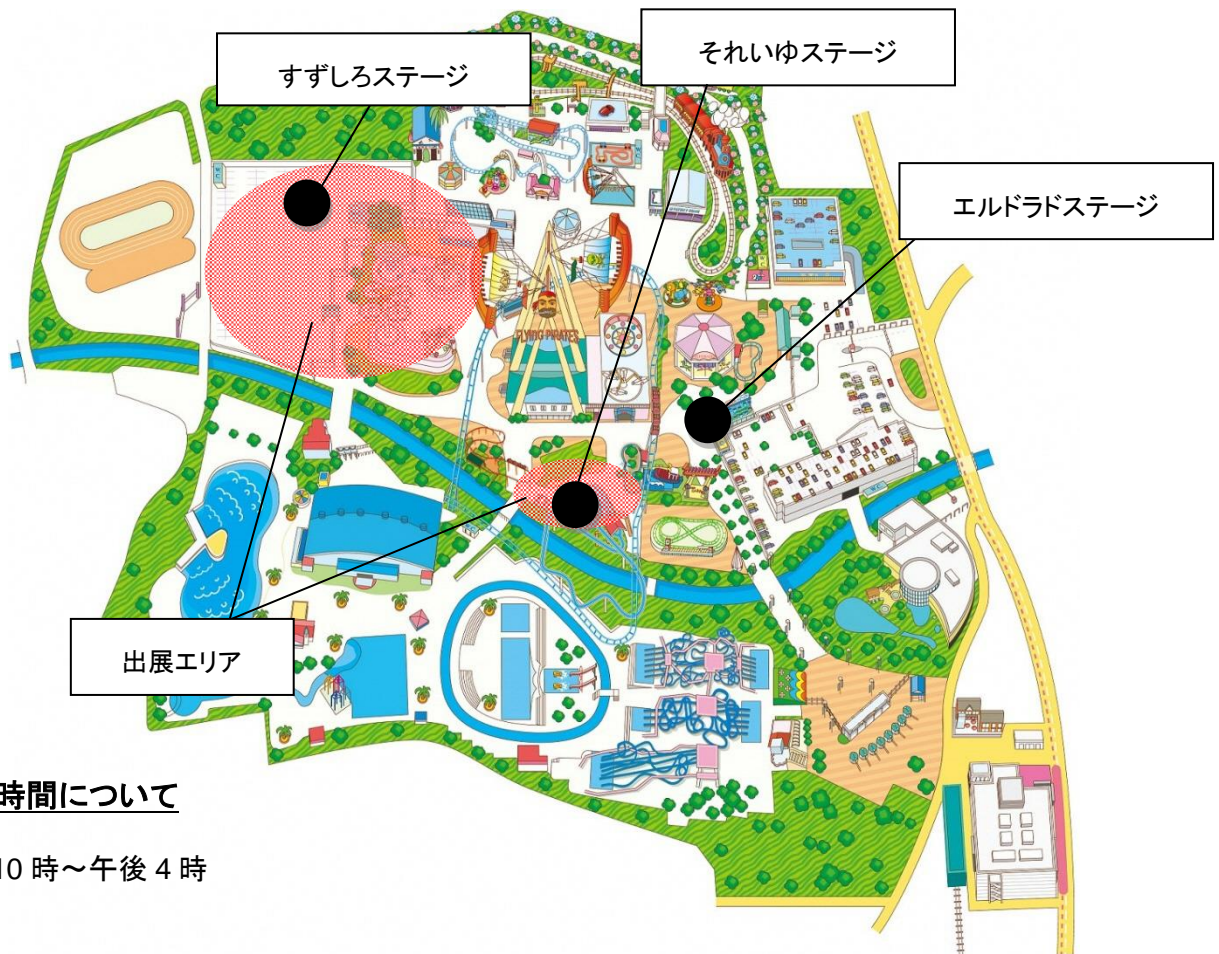 すずしろステージ
それいゆステージ
エルドラドステージ
FLYING PIRATES
出展エリア
時間について
10 時～午後 4 時